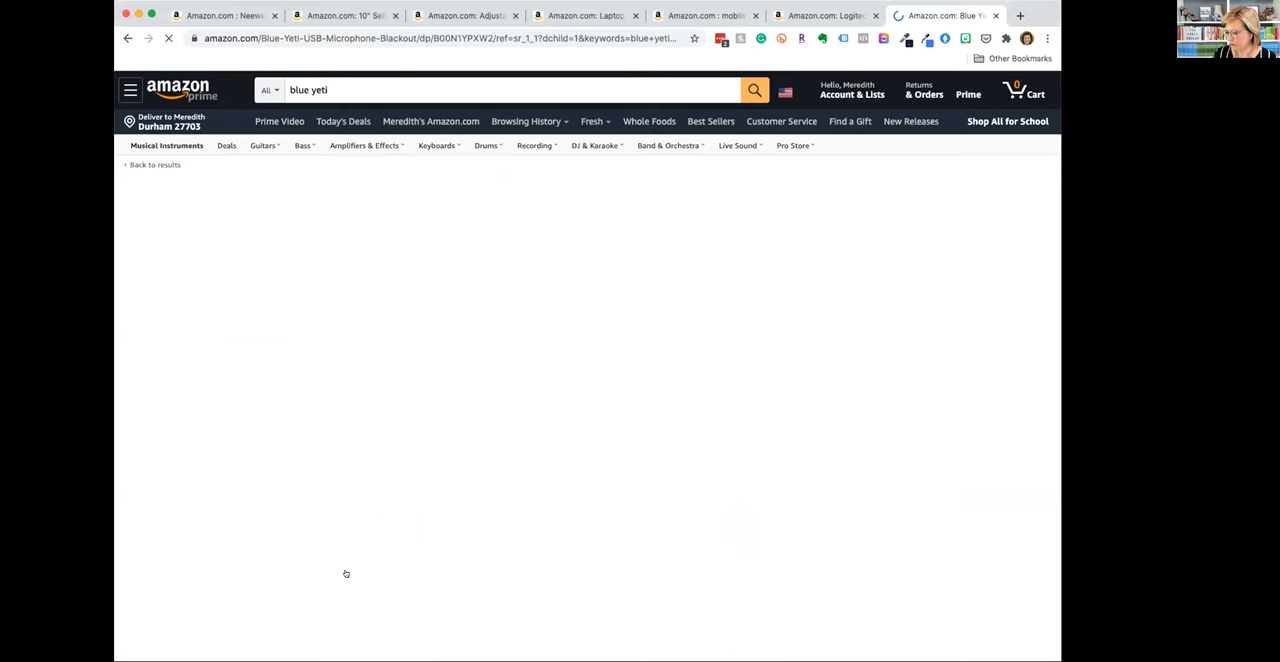 Amazon.com : Neewe
Amazon.com: 10" Sel
Amazon.com: Adjusta
Amazon.com: Laptop
Amazon.com : mobile
Amazon.com: Logitec
Amazon.com: Blue Ye
amazon.com/Blue-Yeti-USB-Microphone-Blackout/dp/B00N1YPXW2/ref=sr_1_1?dchild=1&keywords=blue+yeti...
Other Bookmarks
amazon prime
All
blue yeti
Hello, Meredith
Account & Lists
Returns
& Orders
Prime
0
Cart
Deliver to Meredith
Durham 27703
Prime Video
Today's Deals
Meredith's Amazon.com
Browsing History
Fresh
Whole Foods
Best Sellers
Customer Service
Find a Gift
New Releases
Shop All for School
Musical Instruments
Deals
Guitars
Bass
Amplifiers & Effects
Keyboards
Drums
Recording
DJ & Karaoke
Band & Orchestra
Live Sound
Pro Store
‹ Back to results